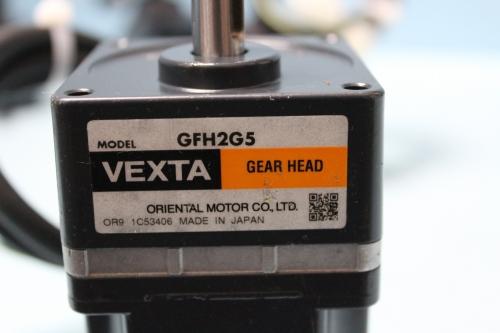 MODEL GFH2G5
VEXTA GEAR HEAD
ORIENTAL MOTOR CO., LTD.
OR9 1C53406 MADE IN JAPAN